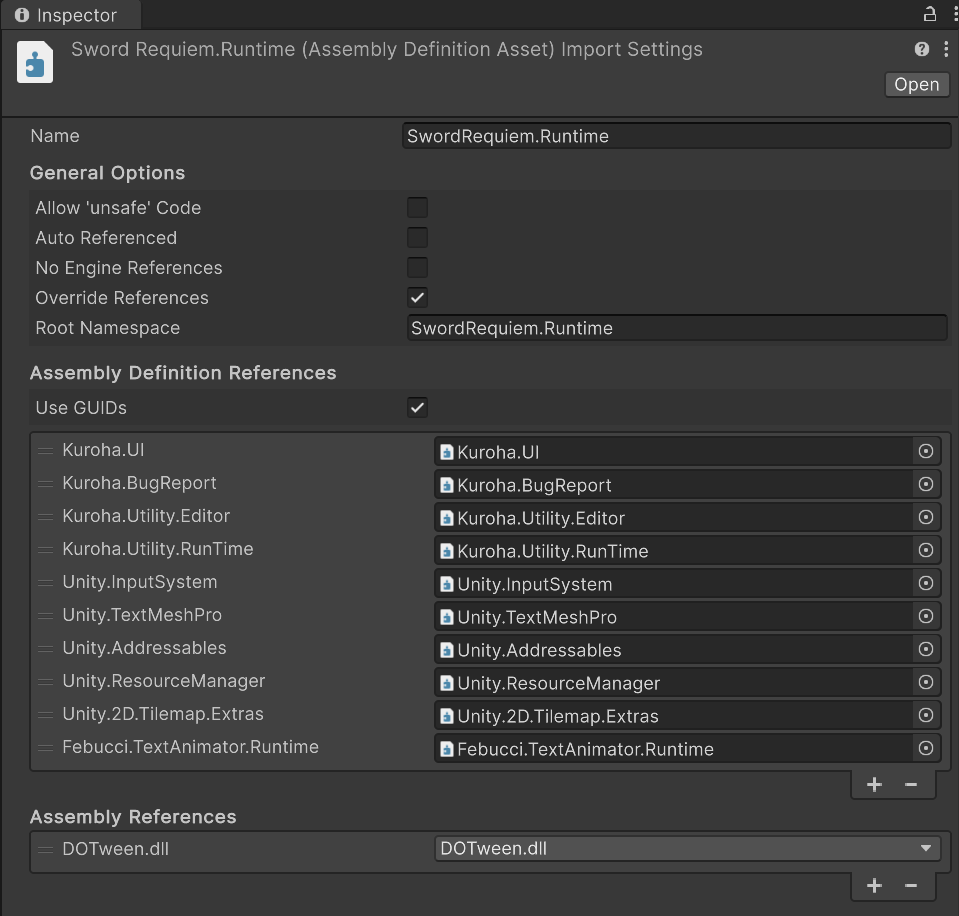 Inspector
Sword Requiem.Runtime (Assembly Definition Asset) Import Settings
Open
Name SwordRequiem.Runtime
General Options
Allow 'unsafe' Code
Auto Referenced
No Engine References
Override References
Root Namespace SwordRequiem.Runtime
Assembly Definition References
Use GUIDs
Kuroha.UI Kuroha.UI
Kuroha.BugReport Kuroha.BugReport
Kuroha.Utility.Editor Kuroha.Utility.Editor
Kuroha.Utility.RunTime Kuroha.Utility.RunTime
Unity.InputSystem Unity.InputSystem
Unity.TextMeshPro Unity.TextMeshPro
Unity.Addressables Unity.Addressables
Unity.ResourceManager Unity.ResourceManager
Unity.2D.Tilemap.Extras Unity.2D.Tilemap.Extras
Febucci.TextAnimator.Runtime Febucci.TextAnimator.Runtime
Assembly References
DOTween.dll DOTween.dll